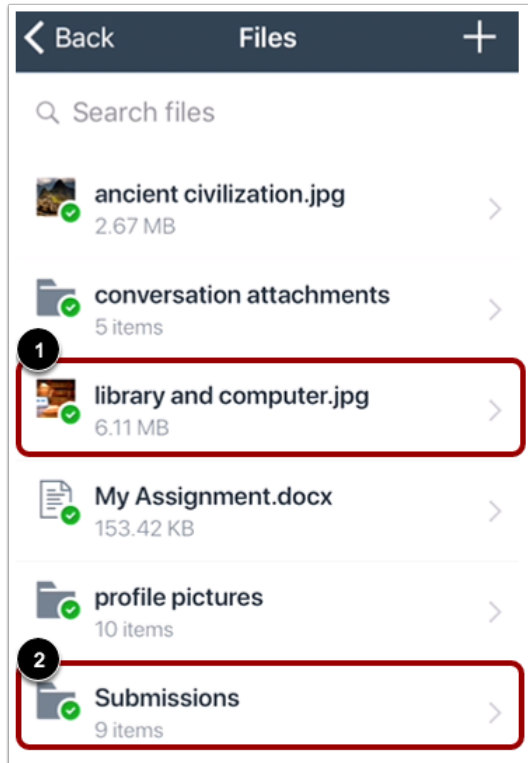 Back Files +
Search files
ancient civilization.jpg
2.67 MB
conversation attachments
5 items
1
library and computer.jpg
6.11 MB
My Assignment.docx
153.42 KB
profile pictures
10 items
2
Submissions
9 items